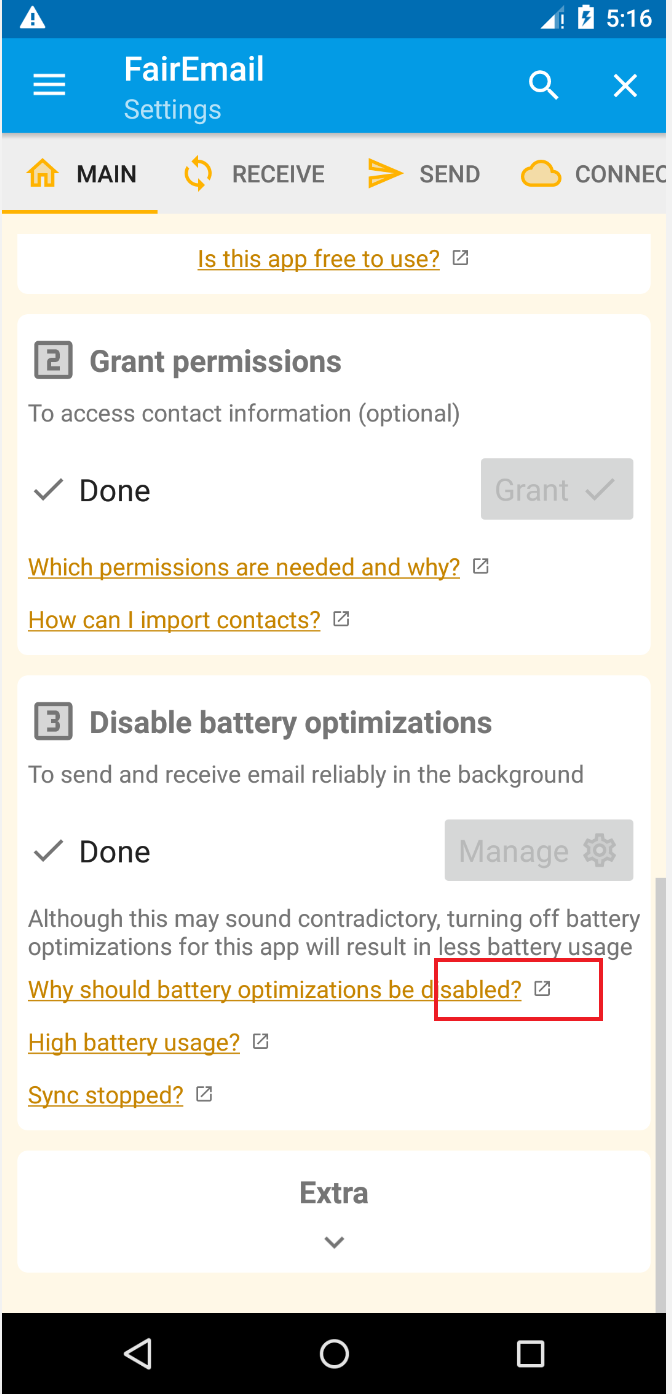 5:16
FairEmail
Settings
MAIN
RECEIVE
SEND
CONNEC
Is this app free to use?
2 Grant permissions
To access contact information (optional)
Done
Grant
Which permissions are needed and why?
How can I import contacts?
3 Disable battery optimizations
To send and receive email reliably in the background
Done
Manage
Although this may sound contradictory, turning off battery
optimizations for this app will result in less battery usage
Why should battery optimizations be disabled?
High battery usage?
Sync stopped?
Extra